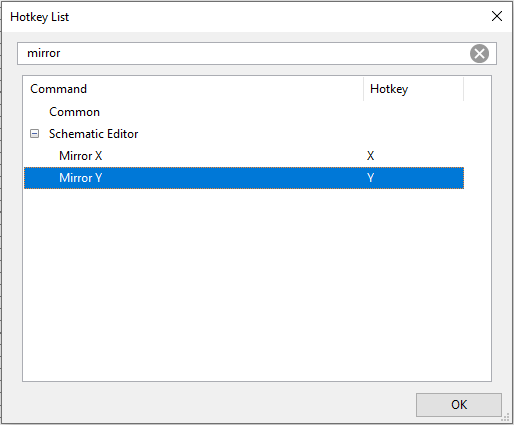 Hotkey List
mirror
Command Hotkey
Common
Schematic Editor
Mirror X X
Mirror Y Y
OK